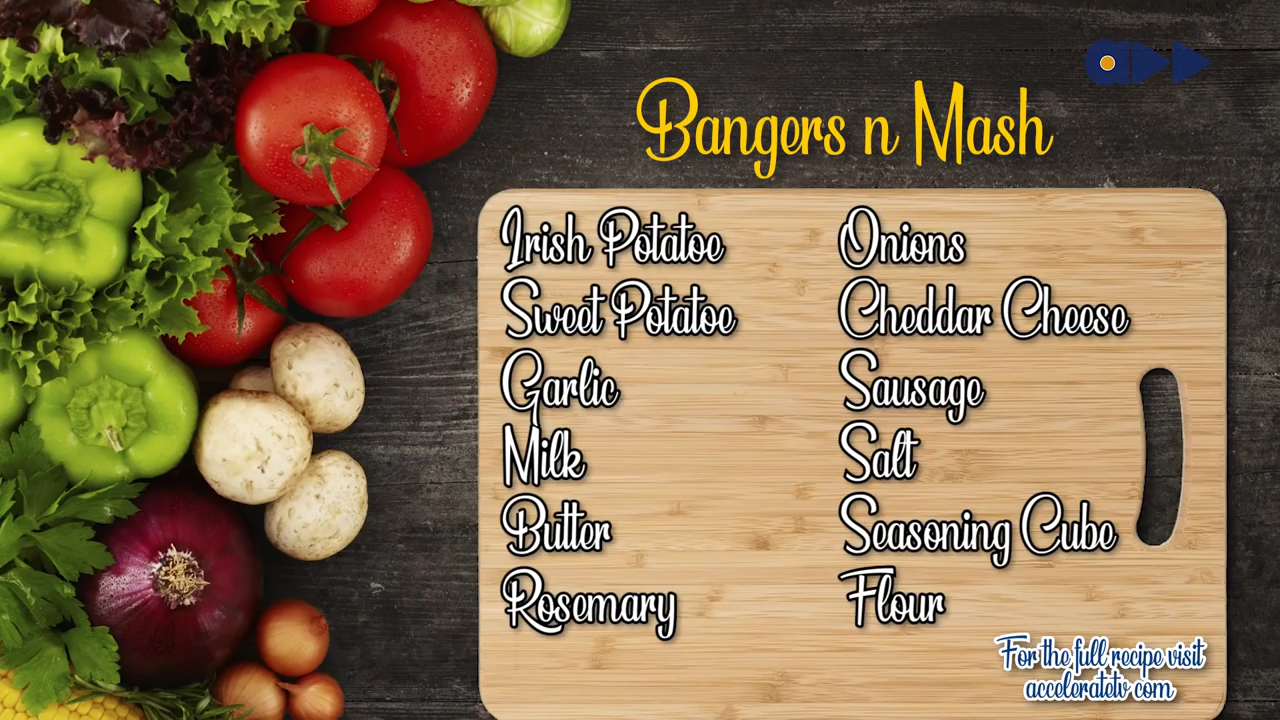 Bangers n Mash
Irish Potatoe
Sweet Potatoe
Garlic
Milk
Butter
Rosemary
Onions
Cheddar Cheese
Sausage
Salt
Seasoning Cube
Flour
For the full recipe visit
acceleratetv.com